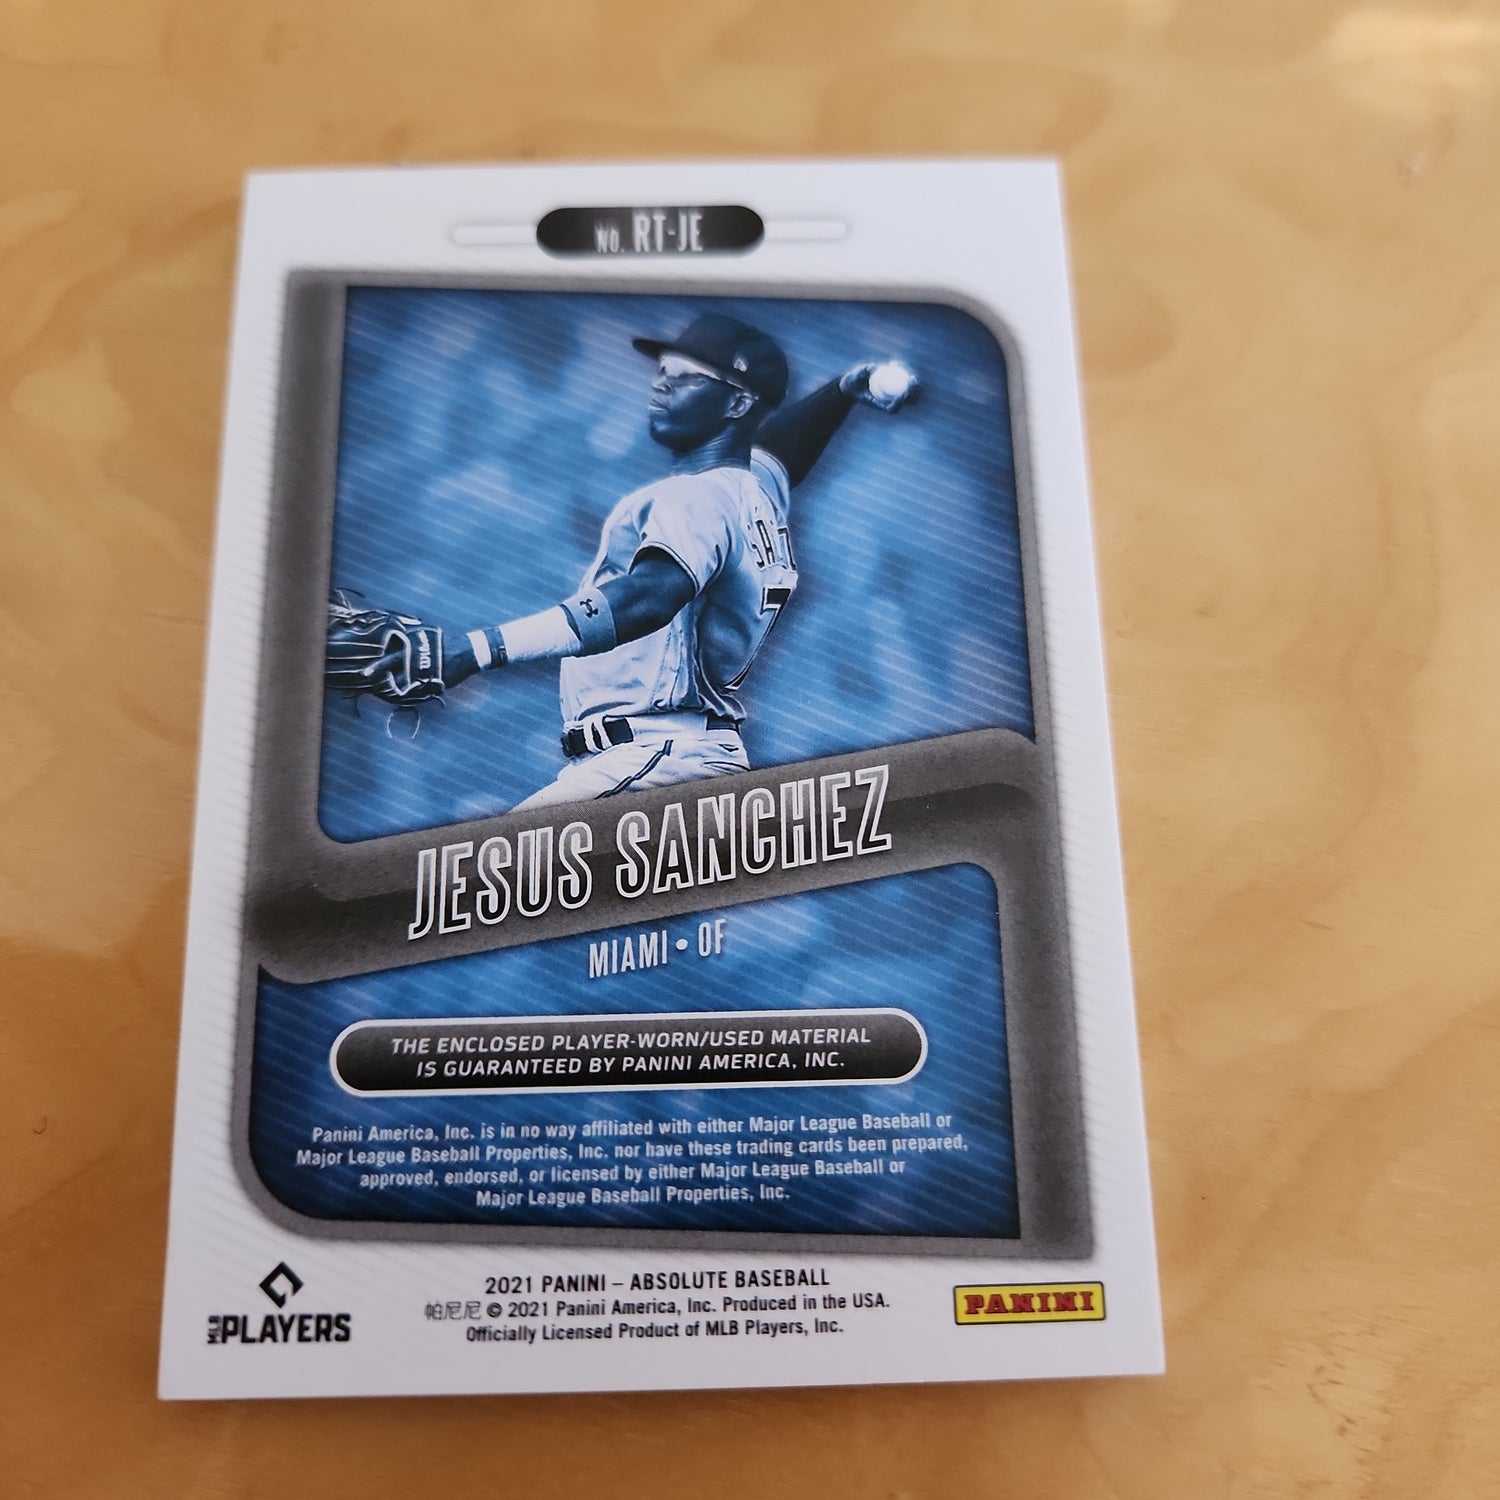 NO. RT-JE
SA
7
Wilson
JESUS SANCHEZ
MIAMI • OF
THE ENCLOSED PLAYER-WORN/USED MATERIAL
IS GUARANTEED BY PANINI AMERICA, INC.
Panini America, Inc. is in no way affiliated with either Major League Baseball or
Major League Baseball Properties, Inc. nor have these trading cards been prepared,
approved, endorsed, or licensed by either Major League Baseball or
Major League Baseball Properties, Inc.
MLB PLAYERS
2021 PANINI – ABSOLUTE BASEBALL
帕尼尼 © 2021 Panini America, Inc. Produced in the USA.
Officially Licensed Product of MLB Players, Inc.
PANINI